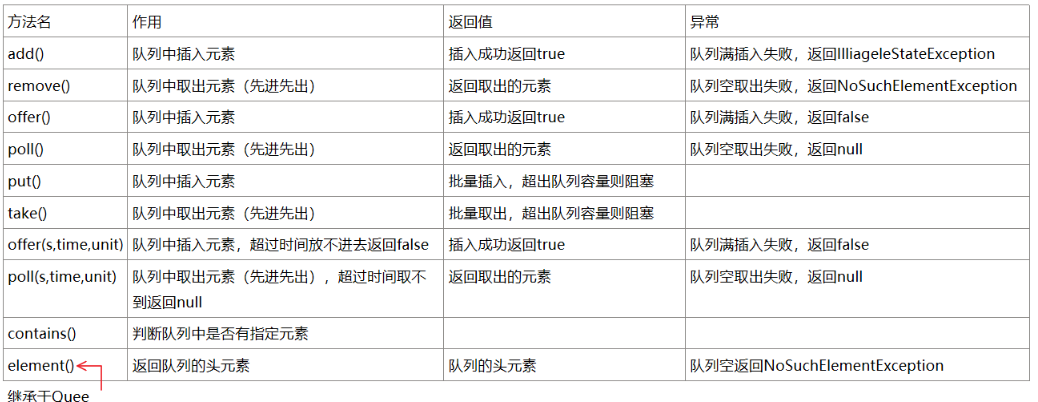 方法名 作用 返回值 异常
add() 队列中插入元素 插入成功返回true 队列满插入失败，返回IlliageleStateException
remove() 队列中取出元素（先进先出） 返回取出的元素 队列空取出失败，返回NoSuchElementException
offer() 队列中插入元素 插入成功返回true 队列满插入失败，返回false
poll() 队列中取出元素（先进先出） 返回取出的元素 队列空取出失败，返回null
put() 队列中插入元素 批量插入，超出队列容量则阻塞
take() 队列中取出元素（先进先出） 批量取出，超出队列容量则阻塞
offer(s,time,unit) 队列中插入元素，超过时间放不进去返回false 插入成功返回true 队列满插入失败，返回false
poll(s,time,unit) 队列中取出元素（先进先出），超过时间取不 返回取出的元素 队列空取出失败，返回null
到返回null
contains() 判断队列中是否有指定元素
element() 返回队列的头元素 队列的头元素 队列空返回NoSuchElementException
继承于Quee